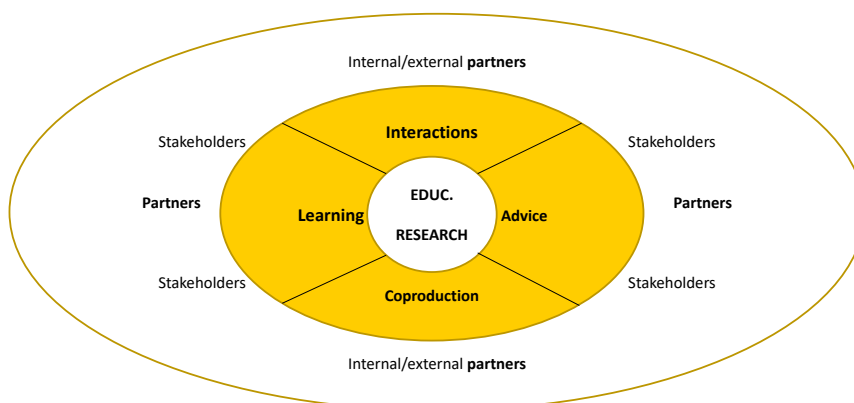 Internal/external partners
Interactions
Stakeholders
Stakeholders
EDUC.
Partners
Learning
Advice
Partners
RESEARCH
Stakeholders
Stakeholders
Coproduction
Internal/external partners